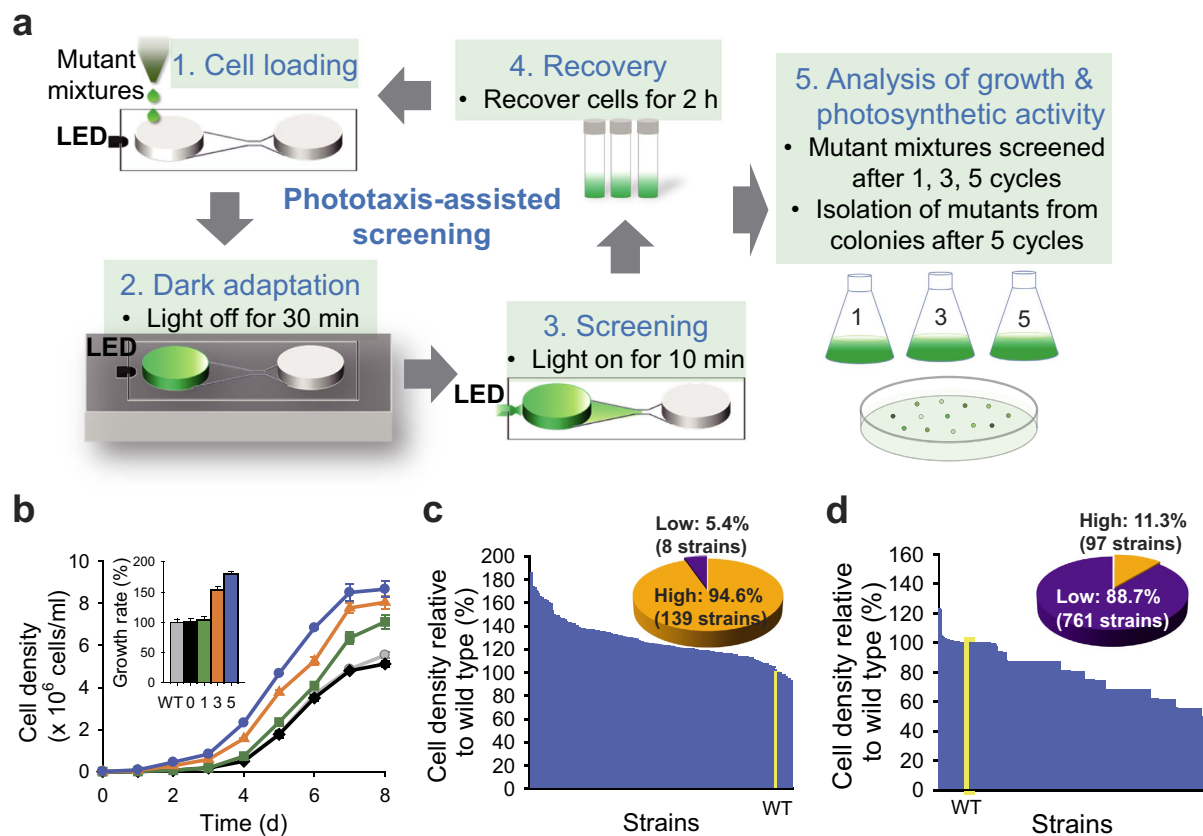 a
Mutant
mixtures
1. Cell loading
LED
4. Recovery
• Recover cells for 2 h
5. Analysis of growth &
photosynthetic activity
• Mutant mixtures screened
after 1, 3, 5 cycles
• Isolation of mutants from
colonies after 5 cycles
Phototaxis-assisted
screening
2. Dark adaptation
• Light off for 30 min
LED
3. Screening
• Light on for 10 min
LED
1
3
5
b
Cell density
(x 10⁶ cells/ml)
10
8
6
4
2
0
0 2 4 6 8
Time (d)
Growth rate (%)
200
150
100
50
0
WT 0 1 3 5
c
Cell density relative
to wild type (%)
200
180
160
140
120
100
80
60
40
20
0
Low: 5.4%
(8 strains)
High: 94.6%
(139 strains)
WT
Strains
d
Cell density relative
to wild type (%)
160
140
120
100
80
60
40
20
0
High: 11.3%
(97 strains)
Low: 88.7%
(761 strains)
WT
Strains